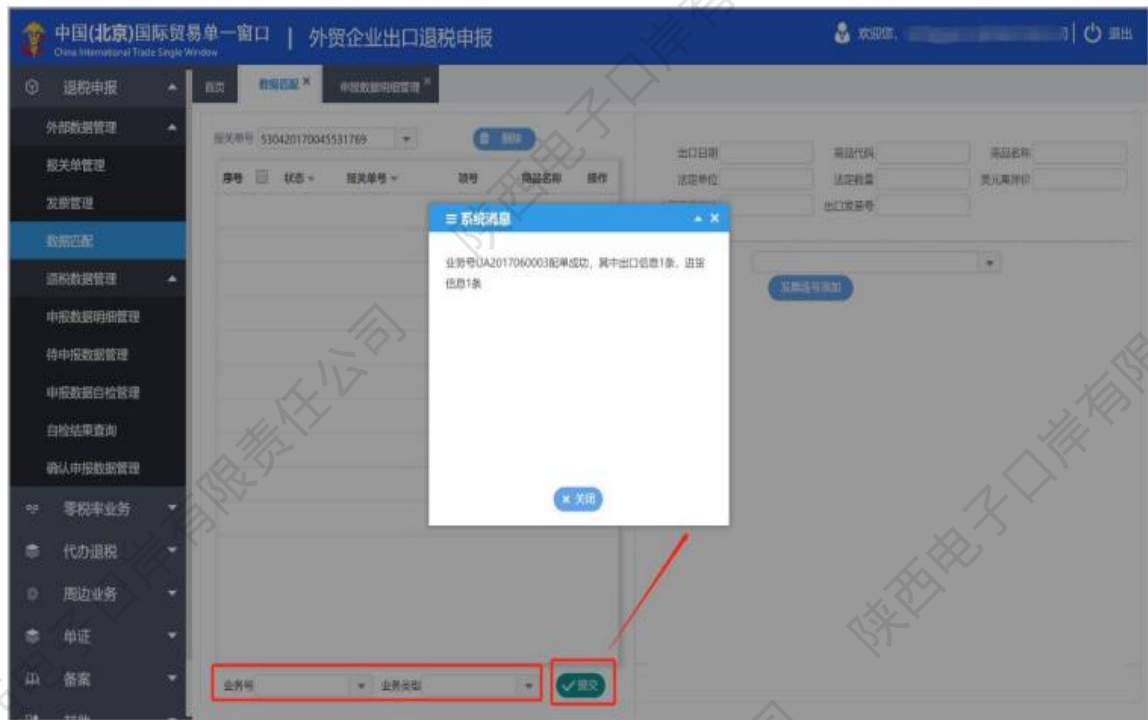 中国(北京)国际贸易单一窗口 | 外贸企业出口退税申报
China International Trade Single Window
欢迎您,
退出
退税申报
首页
数据匹配
申报数据明细管理
外部数据管理
报关单管理
发票管理
数据匹配
退税数据管理
申报数据明细管理
待申报数据管理
申报数据自检管理
自检结果查询
确认申报数据管理
零税率业务
代办退税
周边业务
单证
备案
报关单号 530420170045531769
删除
序号 状态 报关单号 项号 商品名称 操作
出口日期 商品代码 商品名称
法定单位 法定数量 美元离岸价
出口发票号
发票选号添加
系统消息
业务号UA2017060003配单成功，其中出口信息1条，进货
信息1条
关闭
业务号 业务类型 提交
陕西电子口岸有限责任公司